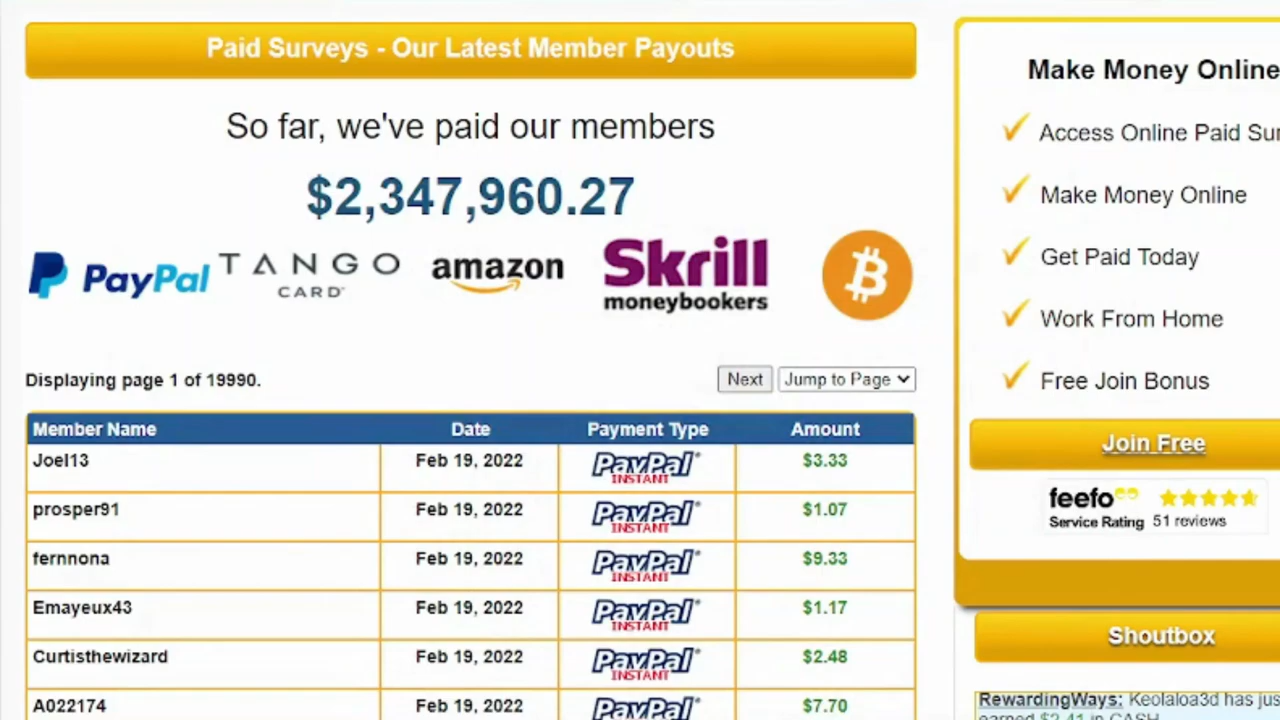 Paid Surveys - Our Latest Member Payouts
So far, we've paid our members
$2,347,960.27
PayPal TANGO CARD amazon Skrill moneybookers
Displaying page 1 of 19990. Next Jump to Page
Member Name Date Payment Type Amount
Joel13 Feb 19, 2022 PayPal INSTANT $3.33
prosper91 Feb 19, 2022 PayPal INSTANT $1.07
fernnona Feb 19, 2022 PayPal INSTANT $9.33
Emayeux43 Feb 19, 2022 PayPal INSTANT $1.17
Curtisthewizard Feb 19, 2022 PayPal INSTANT $2.48
A022174 Feb 19, 2022 PayPal $7.70
Make Money Online
Access Online Paid Sur
Make Money Online
Get Paid Today
Work From Home
Free Join Bonus
Join Free
feefo
Service Rating 51 reviews
Shoutbox
RewardingWays: Keolaloa3d has jus
earned $2.41 in CASH